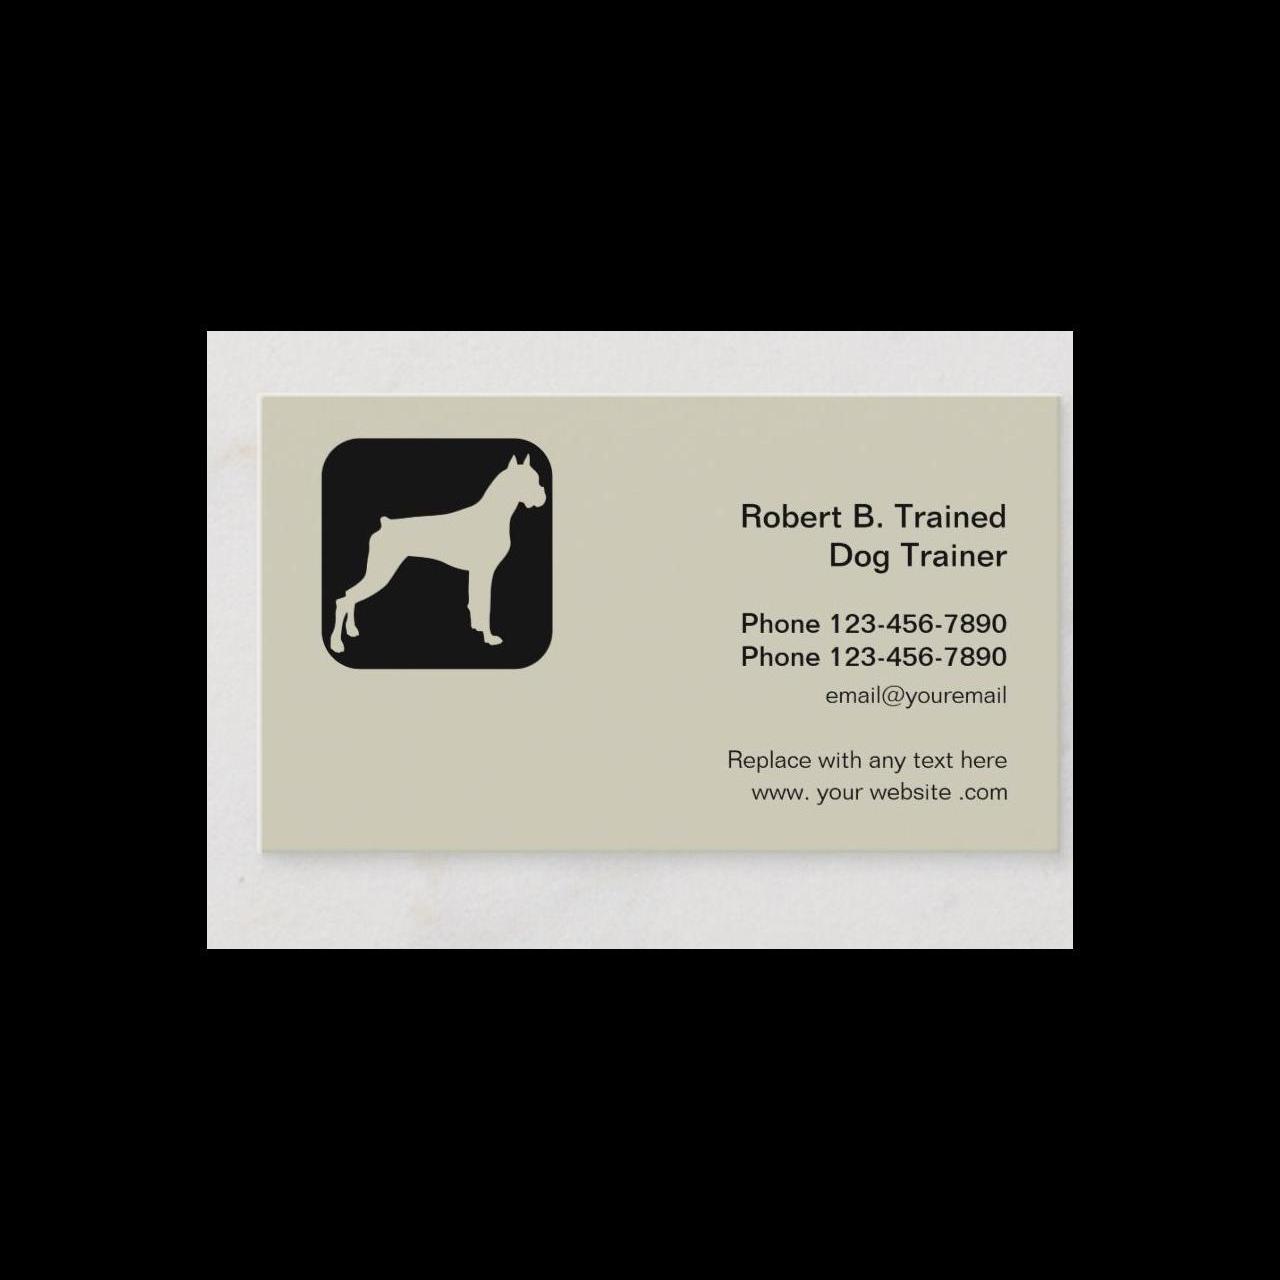 Robert B. Trained
Dog Trainer
Phone 123-456-7890
Phone 123-456-7890
email@youremail
Replace with any text here
www. your website .com